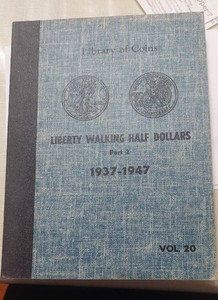 Library of Coins
LIBERTY WALKING HALF DOLLARS
Part 2
1937-1947
VOL 20